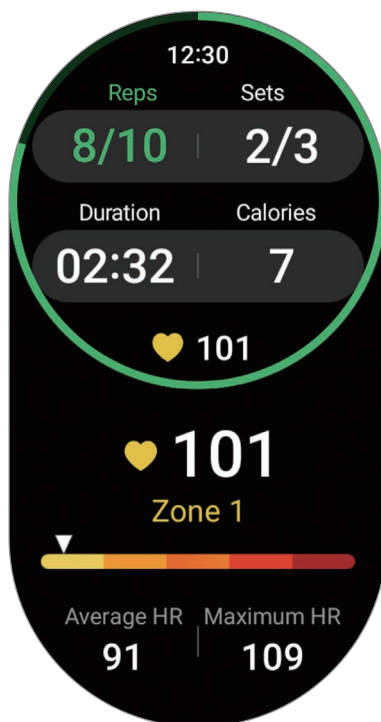 12:30
Reps Sets
8/10 2/3
Duration Calories
02:32 7
101
101
Zone 1
Average HR Maximum HR
91 109